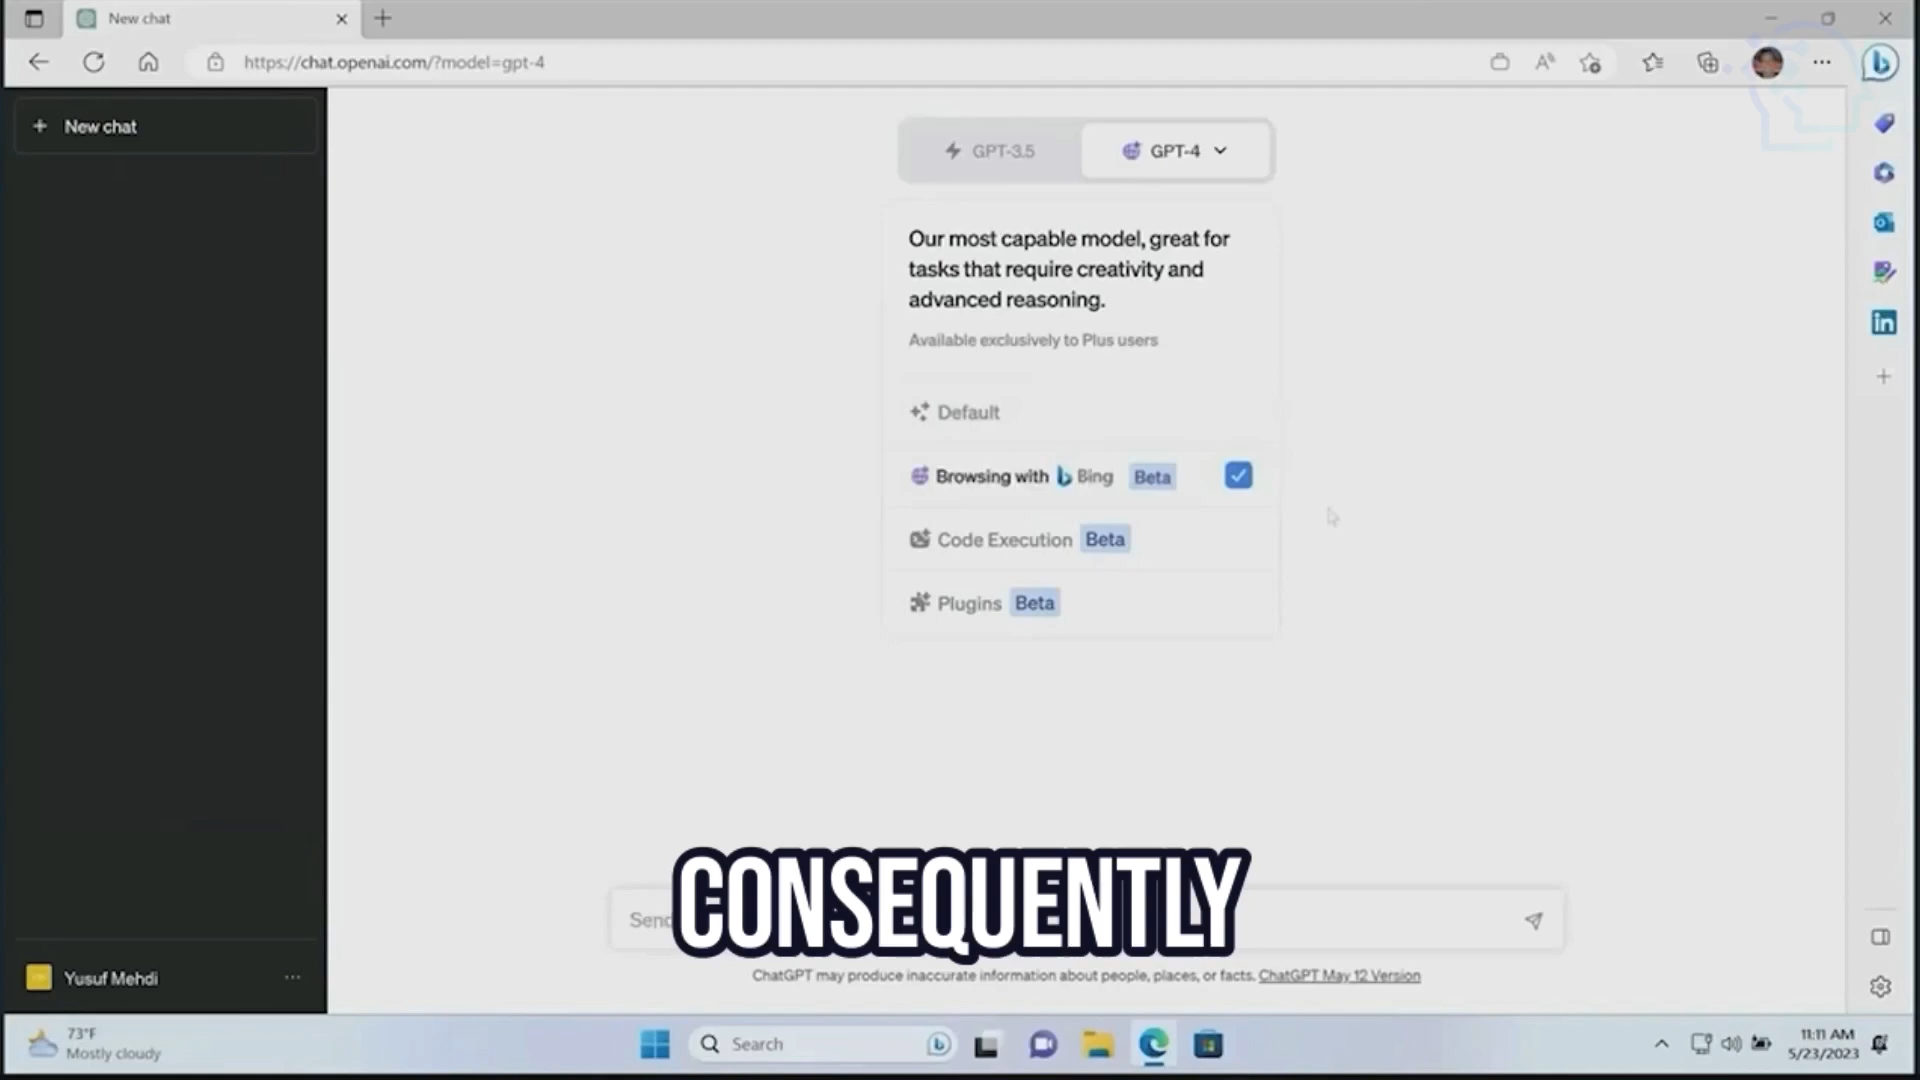 New chat
https://chat.openai.com/?model=gpt-4
New chat
GPT-3.5
GPT-4
Our most capable model, great for
tasks that require creativity and
advanced reasoning.
Available exclusively to Plus users
Default
Browsing with Bing Beta
Code Execution Beta
Plugins Beta
Send
CONSEQUENTLY
ChatGPT may produce inaccurate information about people, places, or facts. ChatGPT May 12 Version
Yusuf Mehdi
73°F
Mostly cloudy
Search
11:11 AM
5/23/2023